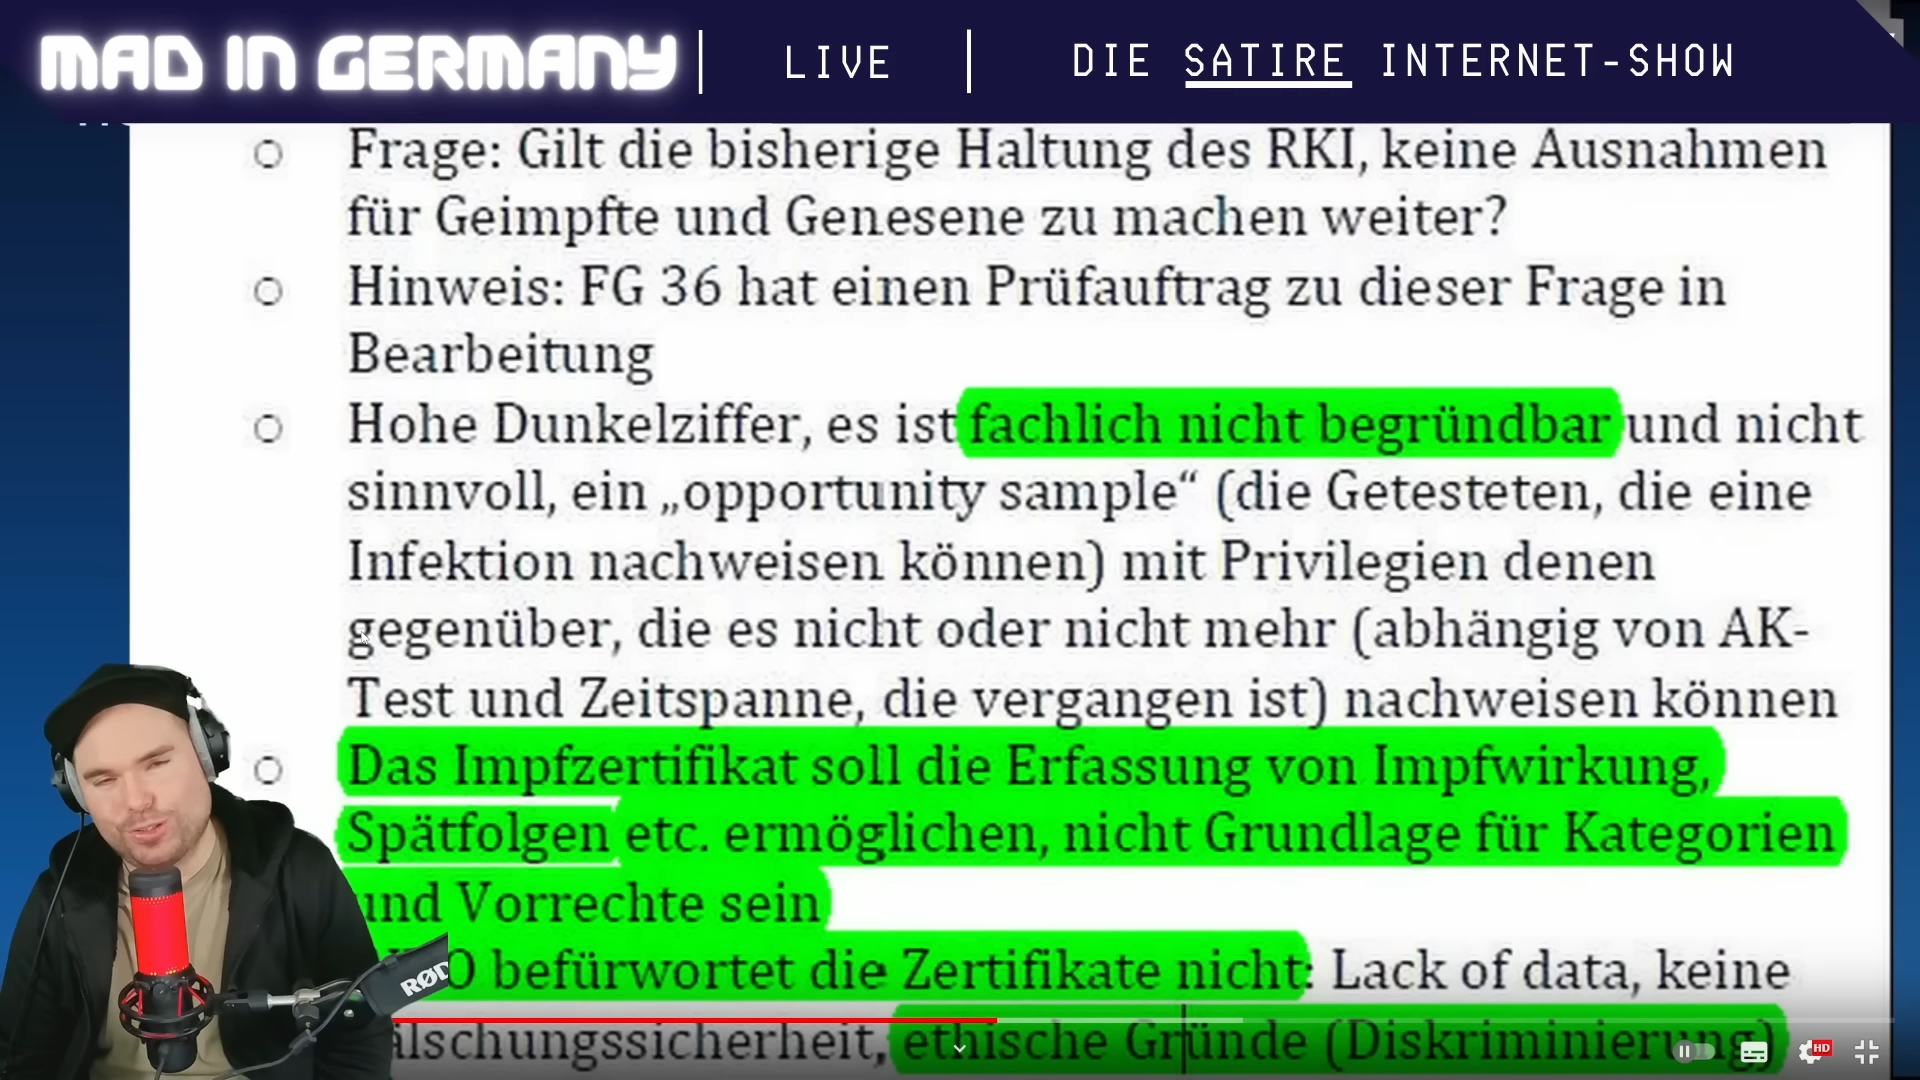 MAD IN GERMANY | LIVE | DIE SATIRE INTERNET-SHOW
○ Frage: Gilt die bisherige Haltung des RKI, keine Ausnahmen
für Geimpfte und Genesene zu machen weiter?
○ Hinweis: FG 36 hat einen Prüfauftrag zu dieser Frage in
Bearbeitung
○ Hohe Dunkelziffer, es ist fachlich nicht begründbar und nicht
sinnvoll, ein „opportunity sample“ (die Getesteten, die eine
Infektion nachweisen können) mit Privilegien denen
gegenüber, die es nicht oder nicht mehr (abhängig von AK-
Test und Zeitspanne, die vergangen ist) nachweisen können
○ Das Impfzertifikat soll die Erfassung von Impfwirkung,
Spätfolgen etc. ermöglichen, nicht Grundlage für Kategorien
und Vorrechte sein
befürwortet die Zertifikate nicht: Lack of data, keine
älschungssicherheit, ethische Gründe (Diskriminierung)
RØD
HD